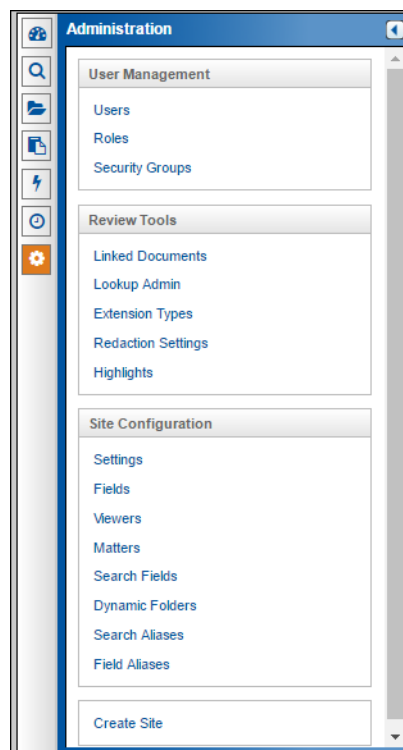 Administration
User Management
Users
Roles
Security Groups
Review Tools
Linked Documents
Lookup Admin
Extension Types
Redaction Settings
Highlights
Site Configuration
Settings
Fields
Viewers
Matters
Search Fields
Dynamic Folders
Search Aliases
Field Aliases
Create Site